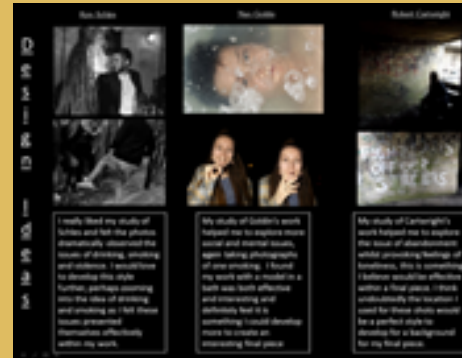 Ken Schles
Nan Goldin
Robert Cartwright
I really liked my study of
Schles and felt the photos
dramatically observed the
issues of drinking, smoking
and violence. I would love
to develop this style
further, perhaps zooming
into the idea of drinking
and smoking as I felt these
issues presented
themselves effectively
within my work.
My study of Goldin's work
helped me to explore more
social and mental issues,
again taking photographs
of one smoking. I found
my work with a model in a
bath was both effective
and interesting and
definitely feel it is
something I could develop
more to create an
interesting final piece
My study of Cartwright's
work helped me to explore
the issue of abandonment
whilst provoking feelings of
loneliness, this is something
I believe would be effective
within a final piece. I think
undoubtedly the location I
used for these shots would
be a perfect style to
develop for a background
for my final piece.